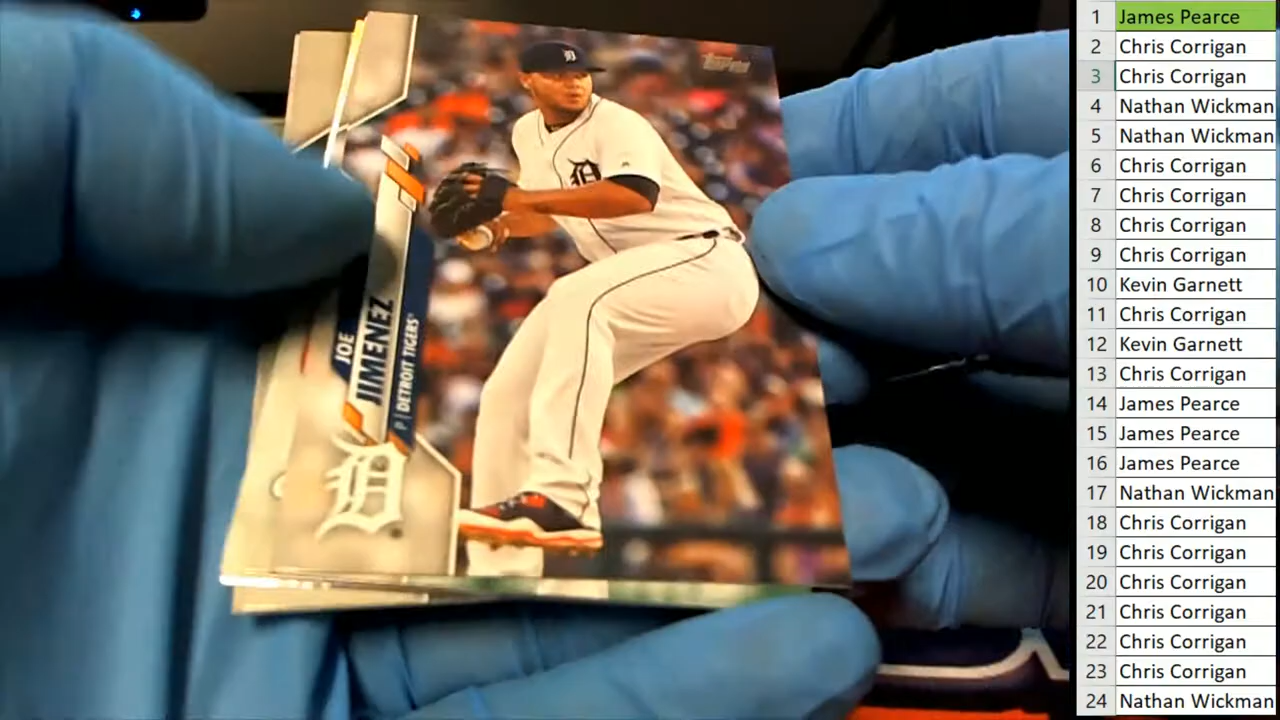 Topps
D
D
JOE
JIMENEZ
P | DETROIT TIGERS
D
1 James Pearce
2 Chris Corrigan
3 Chris Corrigan
4 Nathan Wickman
5 Nathan Wickman
6 Chris Corrigan
7 Chris Corrigan
8 Chris Corrigan
9 Chris Corrigan
10 Kevin Garnett
11 Chris Corrigan
12 Kevin Garnett
13 Chris Corrigan
14 James Pearce
15 James Pearce
16 James Pearce
17 Nathan Wickman
18 Chris Corrigan
19 Chris Corrigan
20 Chris Corrigan
21 Chris Corrigan
22 Chris Corrigan
23 Chris Corrigan
24 Nathan Wickman